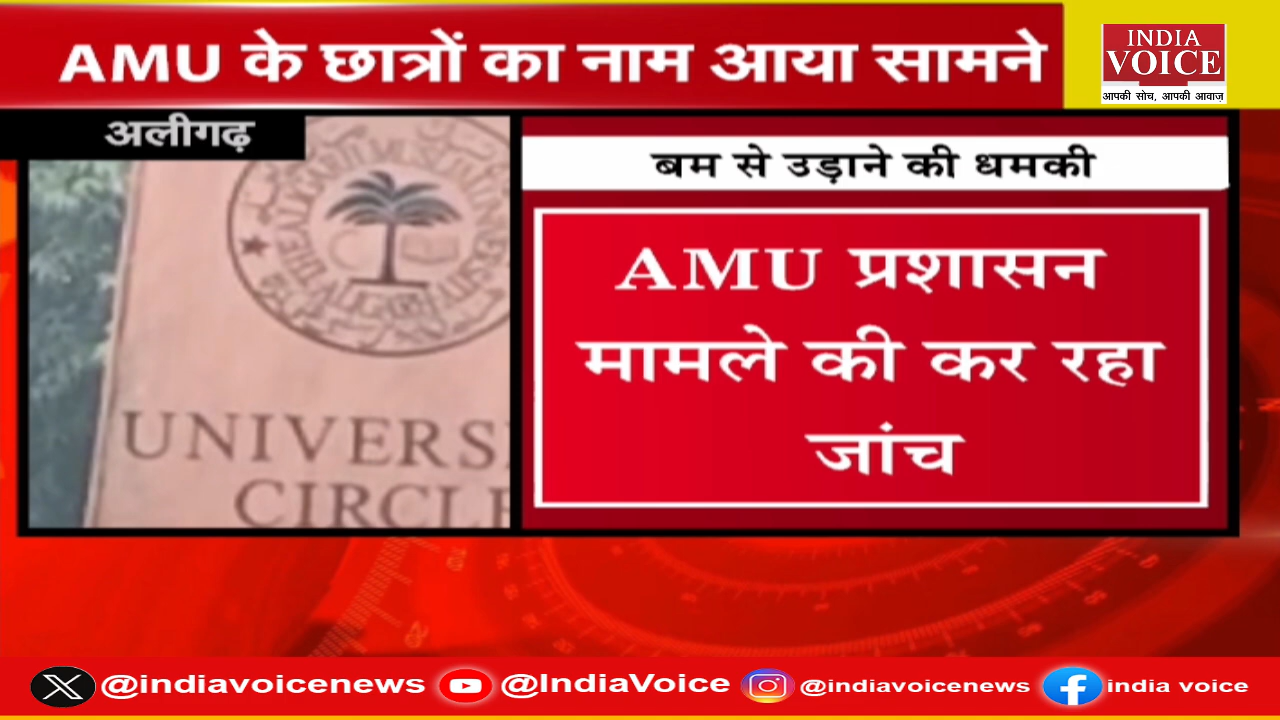 AMU के छात्रों का नाम आया सामने
INDIA
VOICE
आपकी सोच, आपकी आवाज़
अलीगढ़
बम से उड़ाने की धमकी
AMU प्रशासन
मामले की कर रहा
जांच
UNIVERS
CIRCLE
@indiavoicenews @IndiaVoice @indiavoicenews india voice